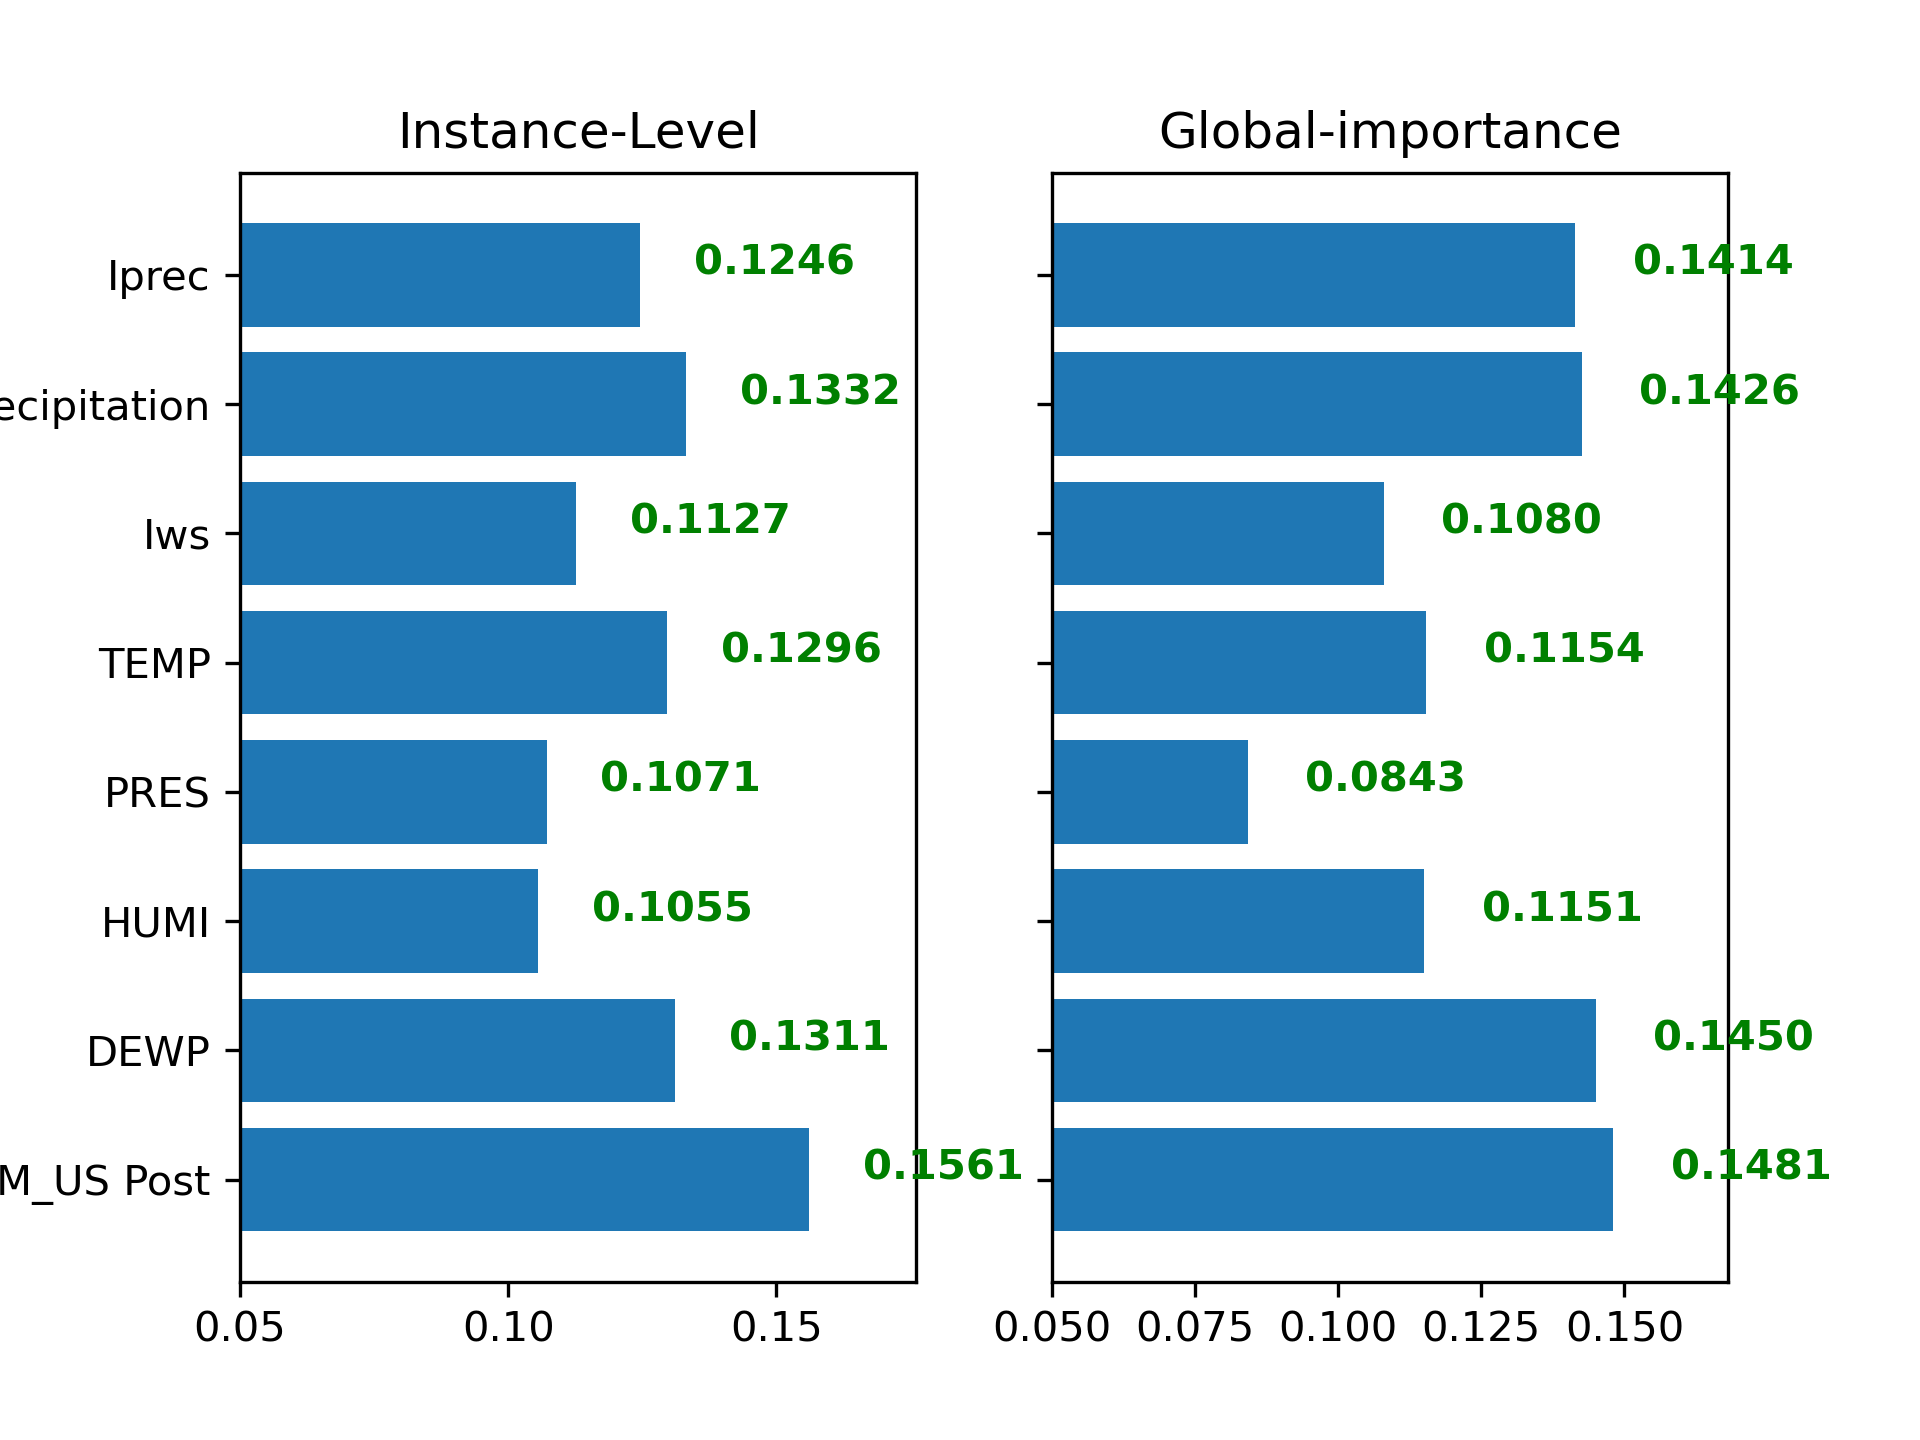 Instance-Level Global-importance
Iprec 0.1246 0.1414
ecipitation 0.1332 0.1426
Iws 0.1127 0.1080
TEMP 0.1296 0.1154
PRES 0.1071 0.0843
HUMI 0.1055 0.1151
DEWP 0.1311 0.1450
M_US Post 0.1561 0.1481
0.05 0.10 0.15 0.050 0.075 0.100 0.125 0.150